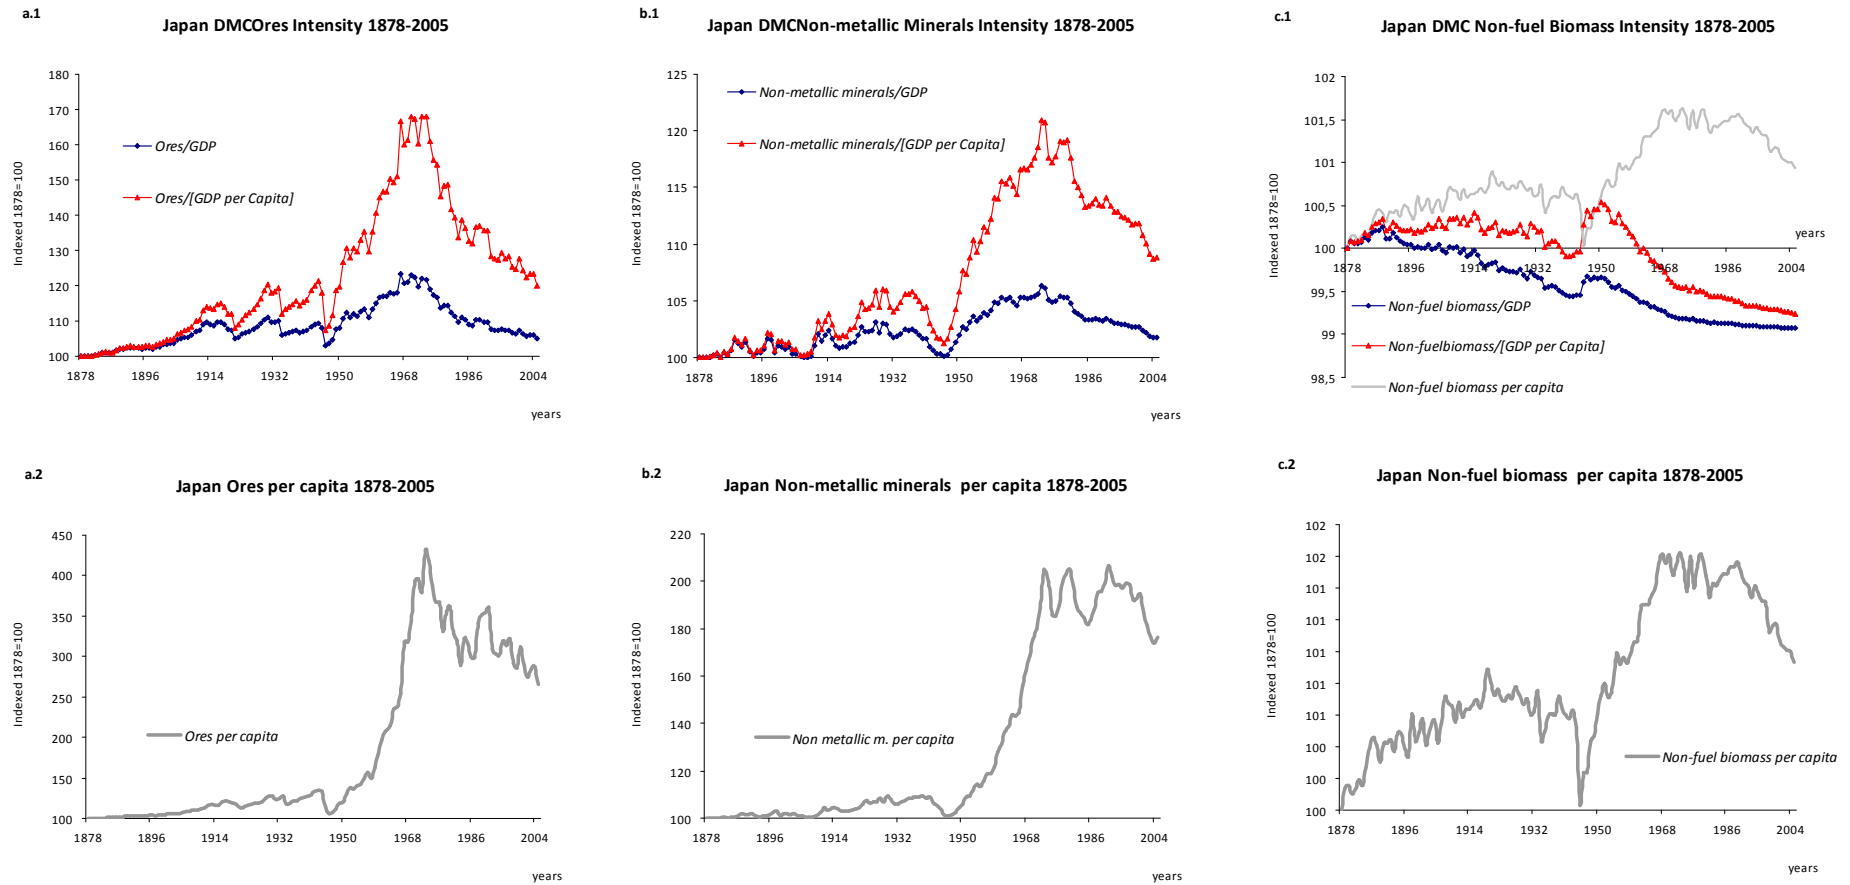 a.1
Japan DMCOres Intensity 1878-2005
180
170
160
150
140
130
120
110
100
Indexed 1878=100
Ores/GDP
Ores/[GDP per Capita]
1878 1896 1914 1932 1950 1968 1986 2004
years
b.1
Japan DMCNon-metallic Minerals Intensity 1878-2005
125
120
115
110
105
100
Indexed 1878=100
Non-metallic minerals/GDP
Non-metallic minerals/[GDP per Capita]
1878 1896 1914 1932 1950 1968 1986 2004
years
c.1
Japan DMC Non-fuel Biomass Intensity 1878-2005
102
101,5
101
100,5
100
99,5
99
98,5
Indexed 1878=100
years
1878 1896 1914 1932 1950 1968 1986 2004
Non-fuel biomass/GDP
Non-fuelbiomass/[GDP per Capita]
Non-fuel biomass per capita
a.2
Japan Ores per capita 1878-2005
450
400
350
300
250
200
150
100
Indexed 1878=100
Ores per capita
1878 1896 1914 1932 1950 1968 1986 2004
years
b.2
Japan Non-metallic minerals per capita 1878-2005
220
200
180
160
140
120
100
Indexed 1878=100
Non metallic m. per capita
1878 1896 1914 1932 1950 1968 1986 2004
years
c.2
Japan Non-fuel biomass per capita 1878-2005
102
102
101
101
101
101
101
100
100
100
Indexed 1878=100
Non-fuel biomass per capita
1878 1896 1914 1932 1950 1968 1986 2004
years